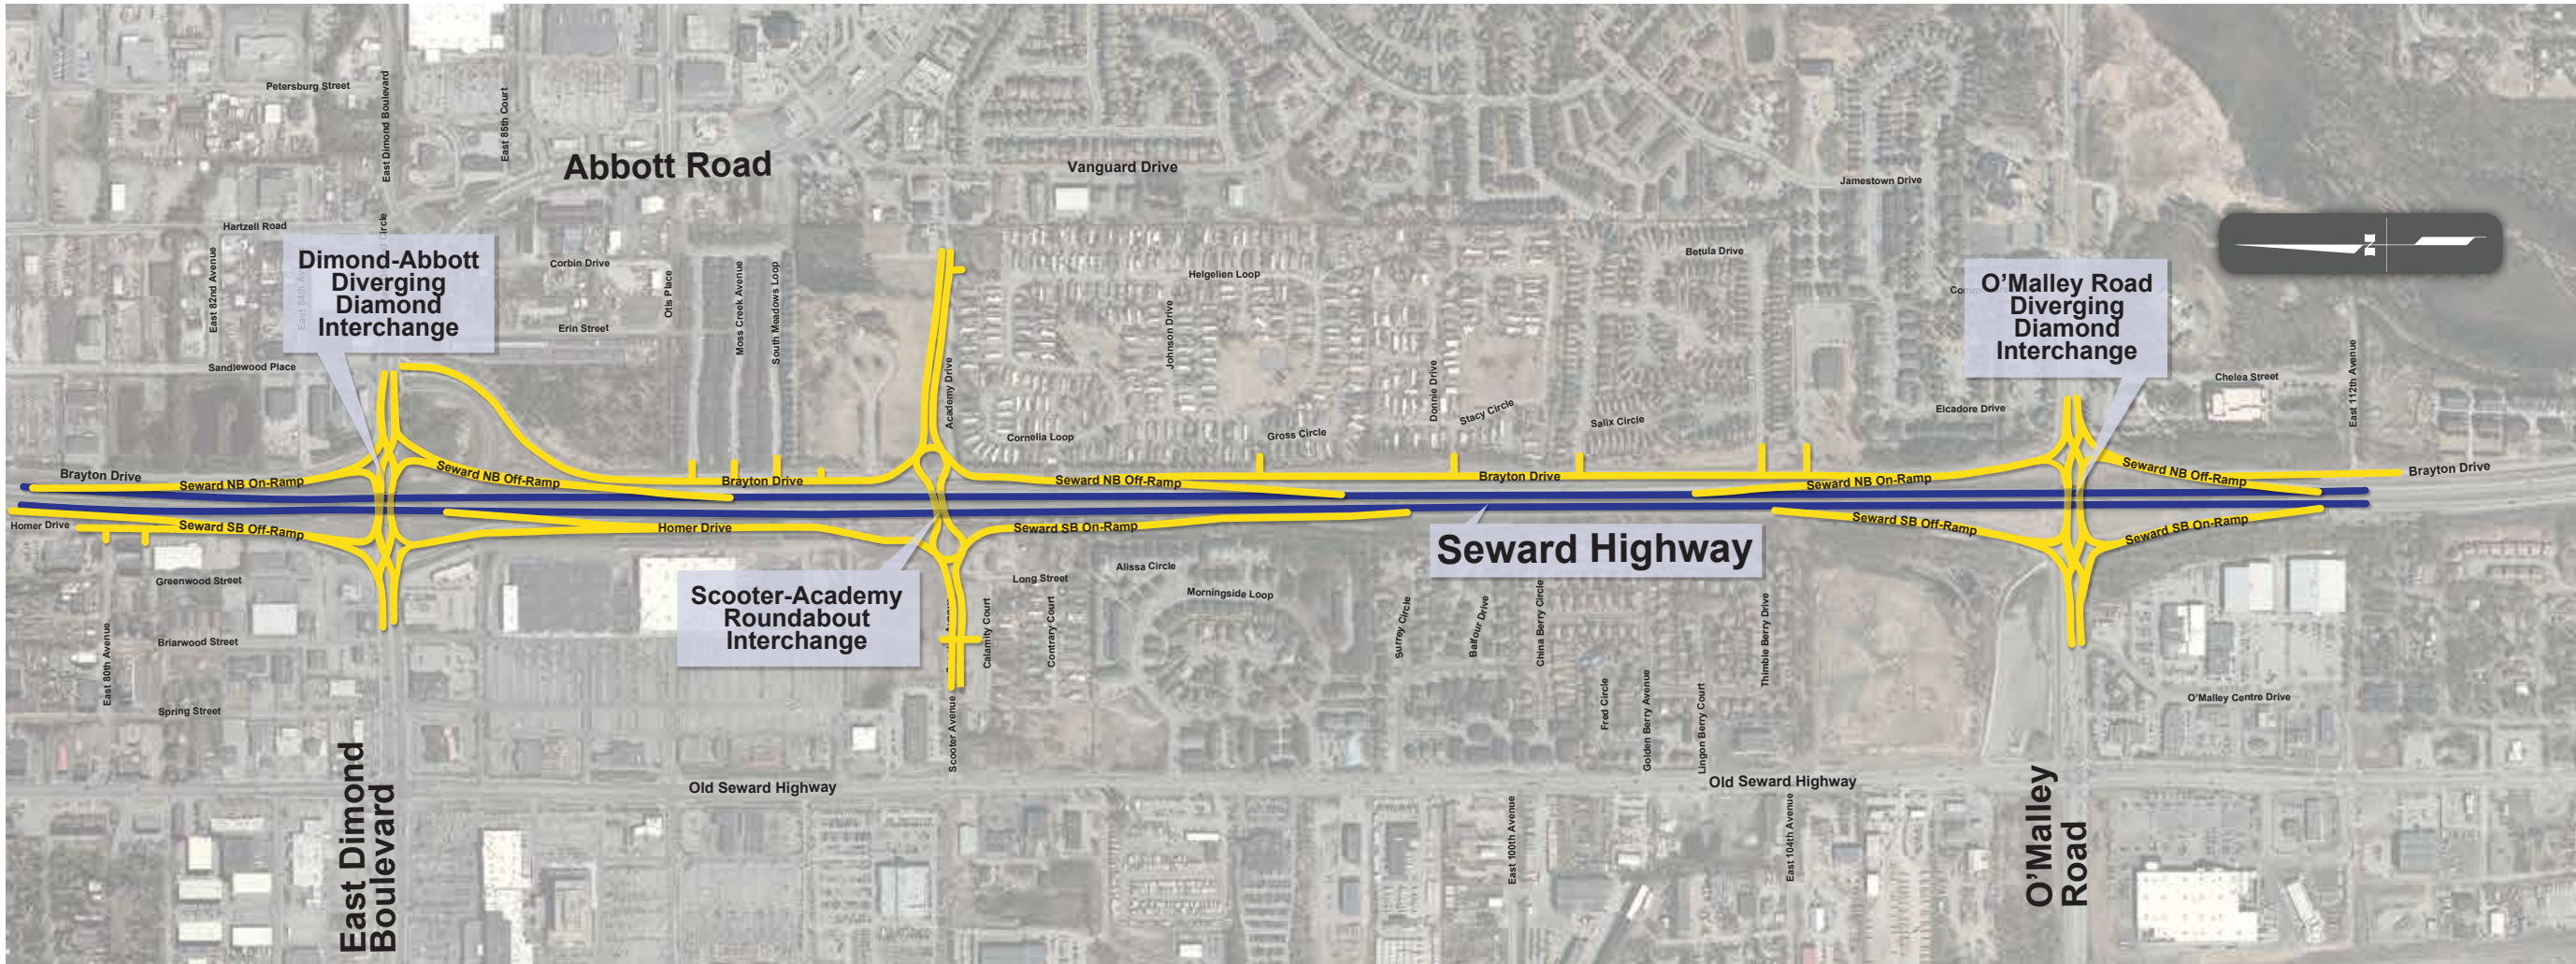 Petersburg Street
East Dimond Boulevard
East 85th Court
Abbott Road
Vanguard Drive
Jamestown Drive
Hartzell Road
Circle
East 82nd Avenue
Dimond-Abbott
Diverging
Diamond
Interchange
Corbin Drive
Otis Place
Moss Creek Avenue
South Meadows Loop
Erin Street
Helgelien Loop
Betula Drive
O'Malley Road
Diverging
Diamond
Interchange
N
Johnson Drive
Sandlewood Place
Academy Drive
Donnie Drive
Stacy Circle
Salix Circle
Elcadore Drive
Chelea Street
East 112th Avenue
Cornelia Loop
Gross Circle
Brayton Drive
Seward NB On-Ramp
Seward NB Off-Ramp
Brayton Drive
Seward NB Off-Ramp
Brayton Drive
Seward NB On-Ramp
Seward NB Off-Ramp
Brayton Drive
Homer Drive
Seward SB Off-Ramp
Homer Drive
Seward SB On-Ramp
Seward SB Off-Ramp
Seward SB On-Ramp
Seward Highway
Greenwood Street
Scooter-Academy
Roundabout
Interchange
Long Street
Alissa Circle
Morningside Loop
Calamity Court
Contrary Court
Surrey Circle
Balfour Drive
China Berry Circle
Thimble Berry Drive
East 80th Avenue
Briarwood Street
Spring Street
Scooter Avenue
Fred Circle
Golden Berry Avenue
Lingon Berry Court
O'Malley Centre Drive
East Dimond
Boulevard
Old Seward Highway
Old Seward Highway
East 100th Avenue
East 104th Avenue
O'Malley
Road